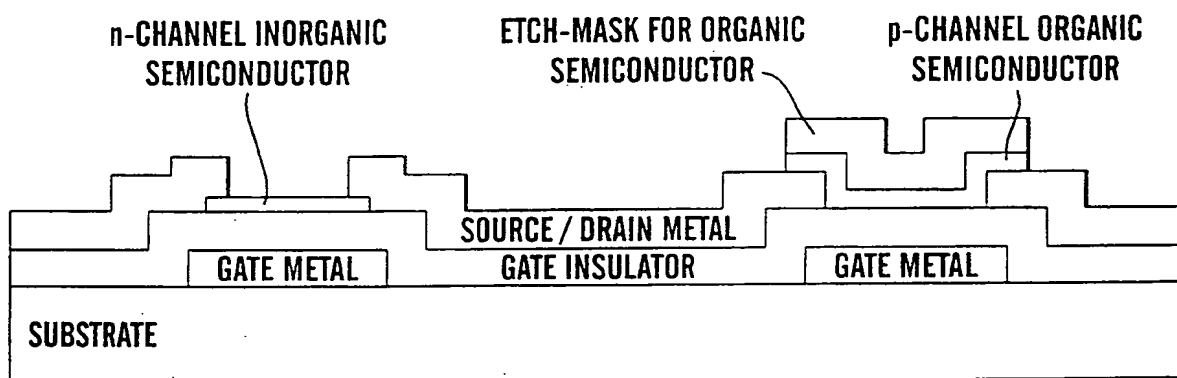 n-CHANNEL INORGANIC
SEMICONDUCTOR
ETCH-MASK FOR ORGANIC
SEMICONDUCTOR
p-CHANNEL ORGANIC
SEMICONDUCTOR
SOURCE / DRAIN METAL
GATE METAL
GATE INSULATOR
GATE METAL
SUBSTRATE